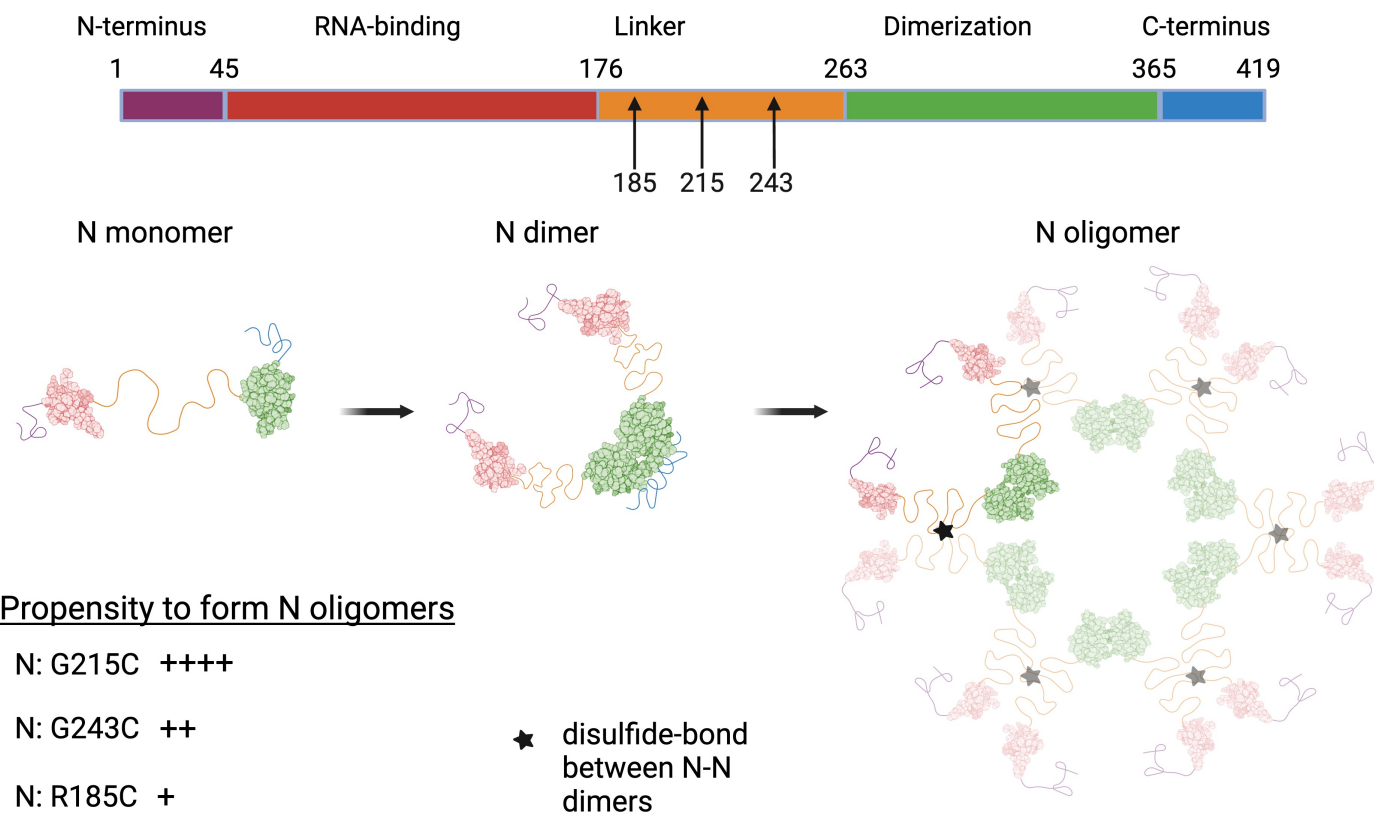 N-terminus RNA-binding Linker Dimerization C-terminus
1 45 176 263 365 419
185 215 243
N monomer N dimer N oligomer
Propensity to form N oligomers
N: G215C ++++
N: G243C ++
N: R185C +
disulfide-bond
between N-N
dimers